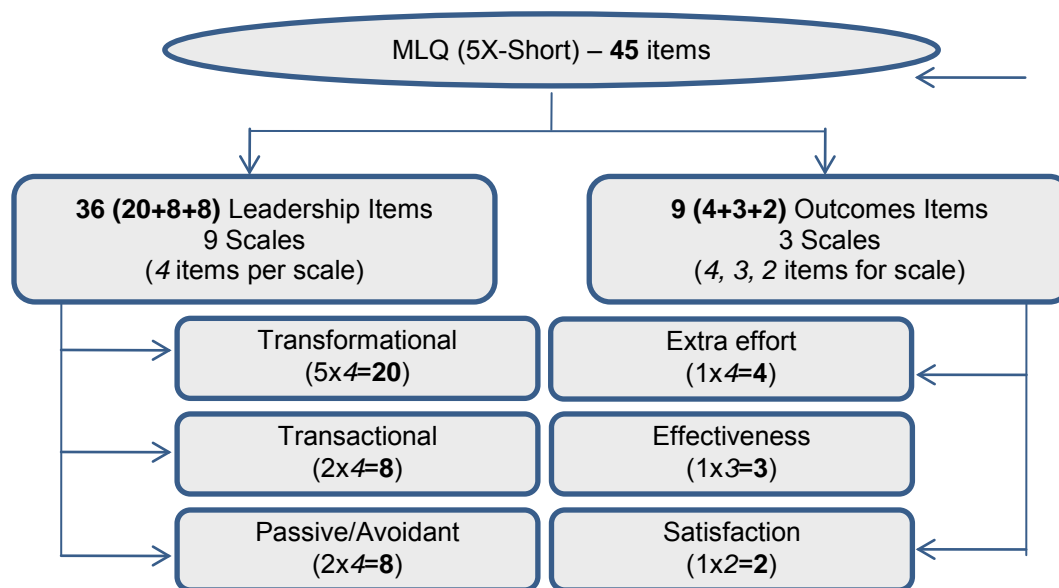 MLQ (5X-Short) – 45 items
36 (20+8+8) Leadership Items
9 Scales
(4 items per scale)
9 (4+3+2) Outcomes Items
3 Scales
(4, 3, 2 items for scale)
Transformational
(5x4=20)
Extra effort
(1x4=4)
Transactional
(2x4=8)
Effectiveness
(1x3=3)
Passive/Avoidant
(2x4=8)
Satisfaction
(1x2=2)